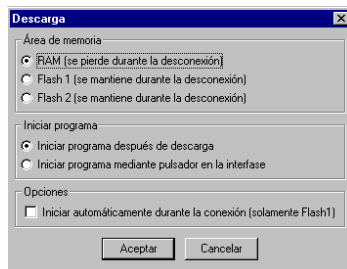 Descarga
Área de memoria
RAM (se pierde durante la desconexión)
Flash 1 (se mantiene durante la desconexión)
Flash 2 (se mantiene durante la desconexión)
Iniciar programa
Iniciar programa después de descarga
Iniciar programa mediante pulsador en la interfase
Opciones
Iniciar automáticamente durante la conexión (solamente Flash1)
Aceptar
Cancelar